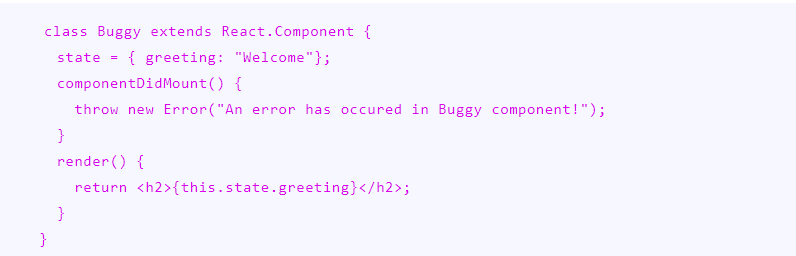 class Buggy extends React.Component {
state = { greeting: "Welcome"};
componentDidMount() {
throw new Error("An error has occured in Buggy component!");
}
render() {
return <h2>{this.state.greeting}</h2>;
}
}